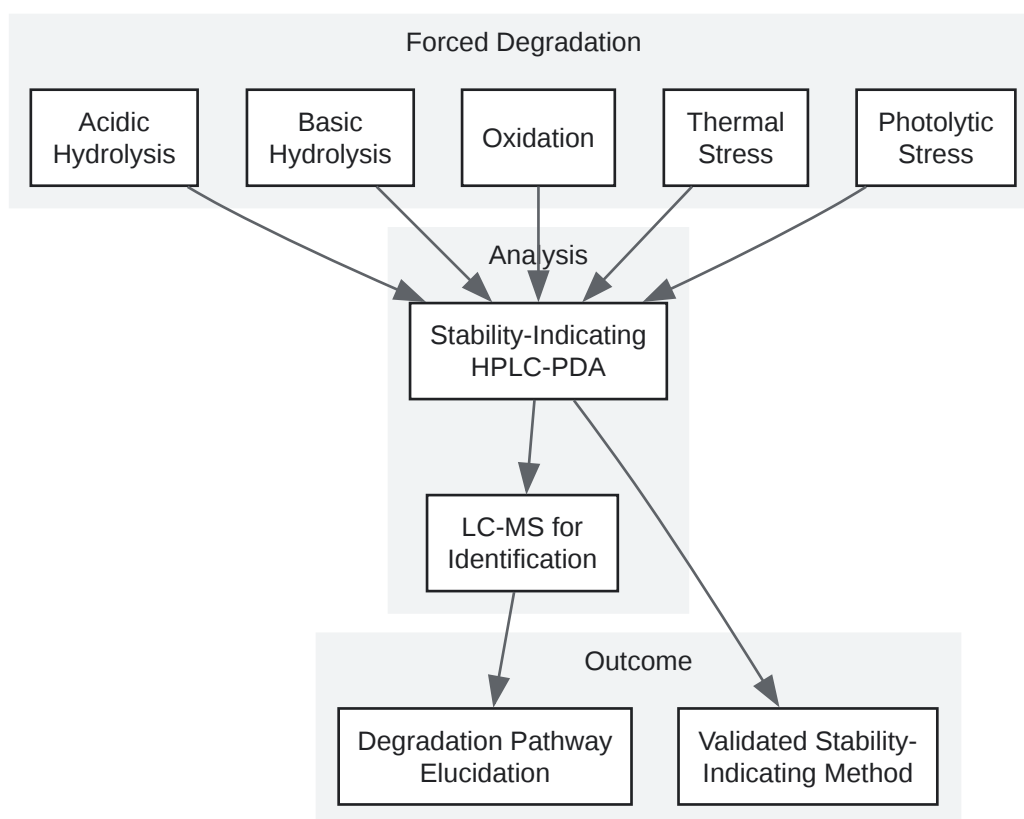 Forced Degradation
Acidic
Hydrolysis
Basic
Hydrolysis
Oxidation
Thermal
Stress
Photolytic
Stress
Analysis
Stability-Indicating
HPLC-PDA
LC-MS for
Identification
Outcome
Degradation Pathway
Elucidation
Validated Stability-
Indicating Method